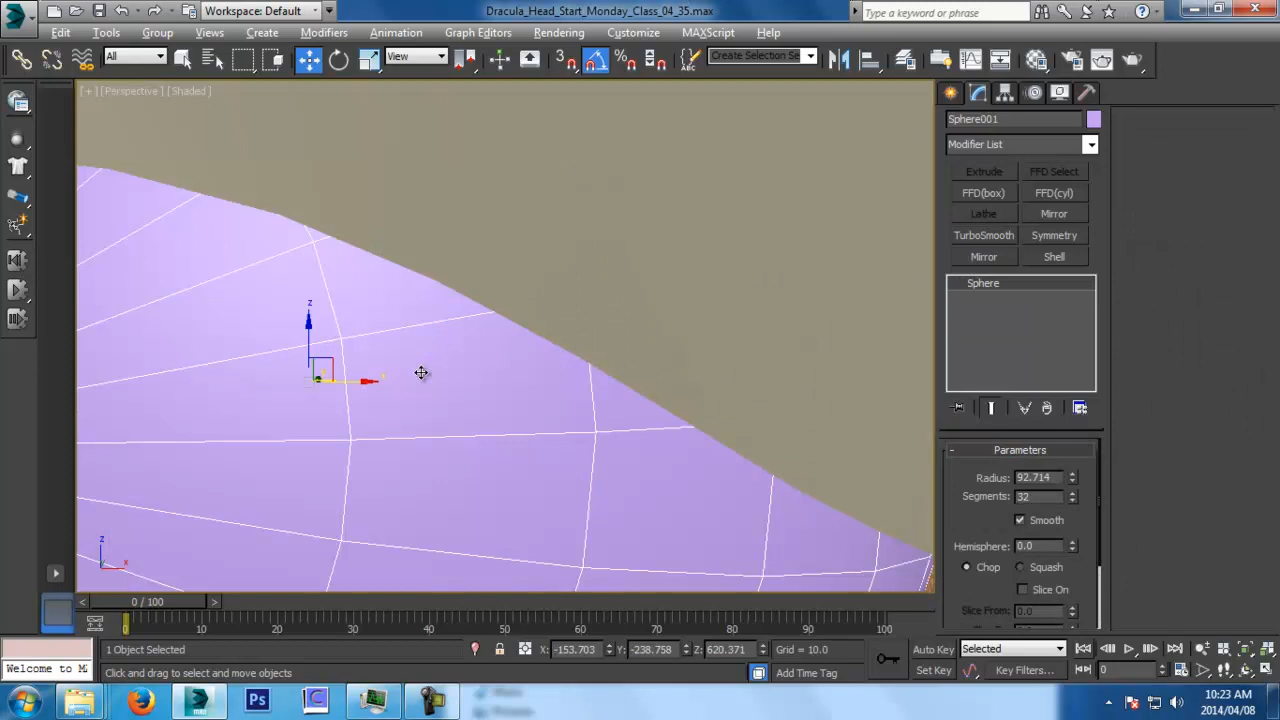 Workspace: Default
Dracula_Head_Start_Monday_Class_04_35.max
Type a keyword or phrase
Edit Tools Group Views Create Modifiers Animation Graph Editors Rendering Customize MAXScript Help
All
View
3
Create Selection Se
[+] [Perspective] [Shaded]
Sphere001
Modifier List
Extrude FFD Select
FFD(box) FFD(cyl)
Lathe Mirror
TurboSmooth Symmetry
Mirror Shell
Sphere
z
z
x
- Parameters
Radius: 92.714
Segments: 32
Smooth
Hemisphere: 0.0
Chop Squash
Slice On
Slice From: 0.0
< 0 / 100 >
0 10 20 30 40 50 60 70 80 90 100
1 Object Selected X: -153.703 Y: -238.758 Z: 620.371 Grid = 10.0 Auto Key Selected
Welcome to M Click and drag to select and move objects Add Time Tag Set Key Key Filters... 0
Ps
10:23 AM
2014/04/08